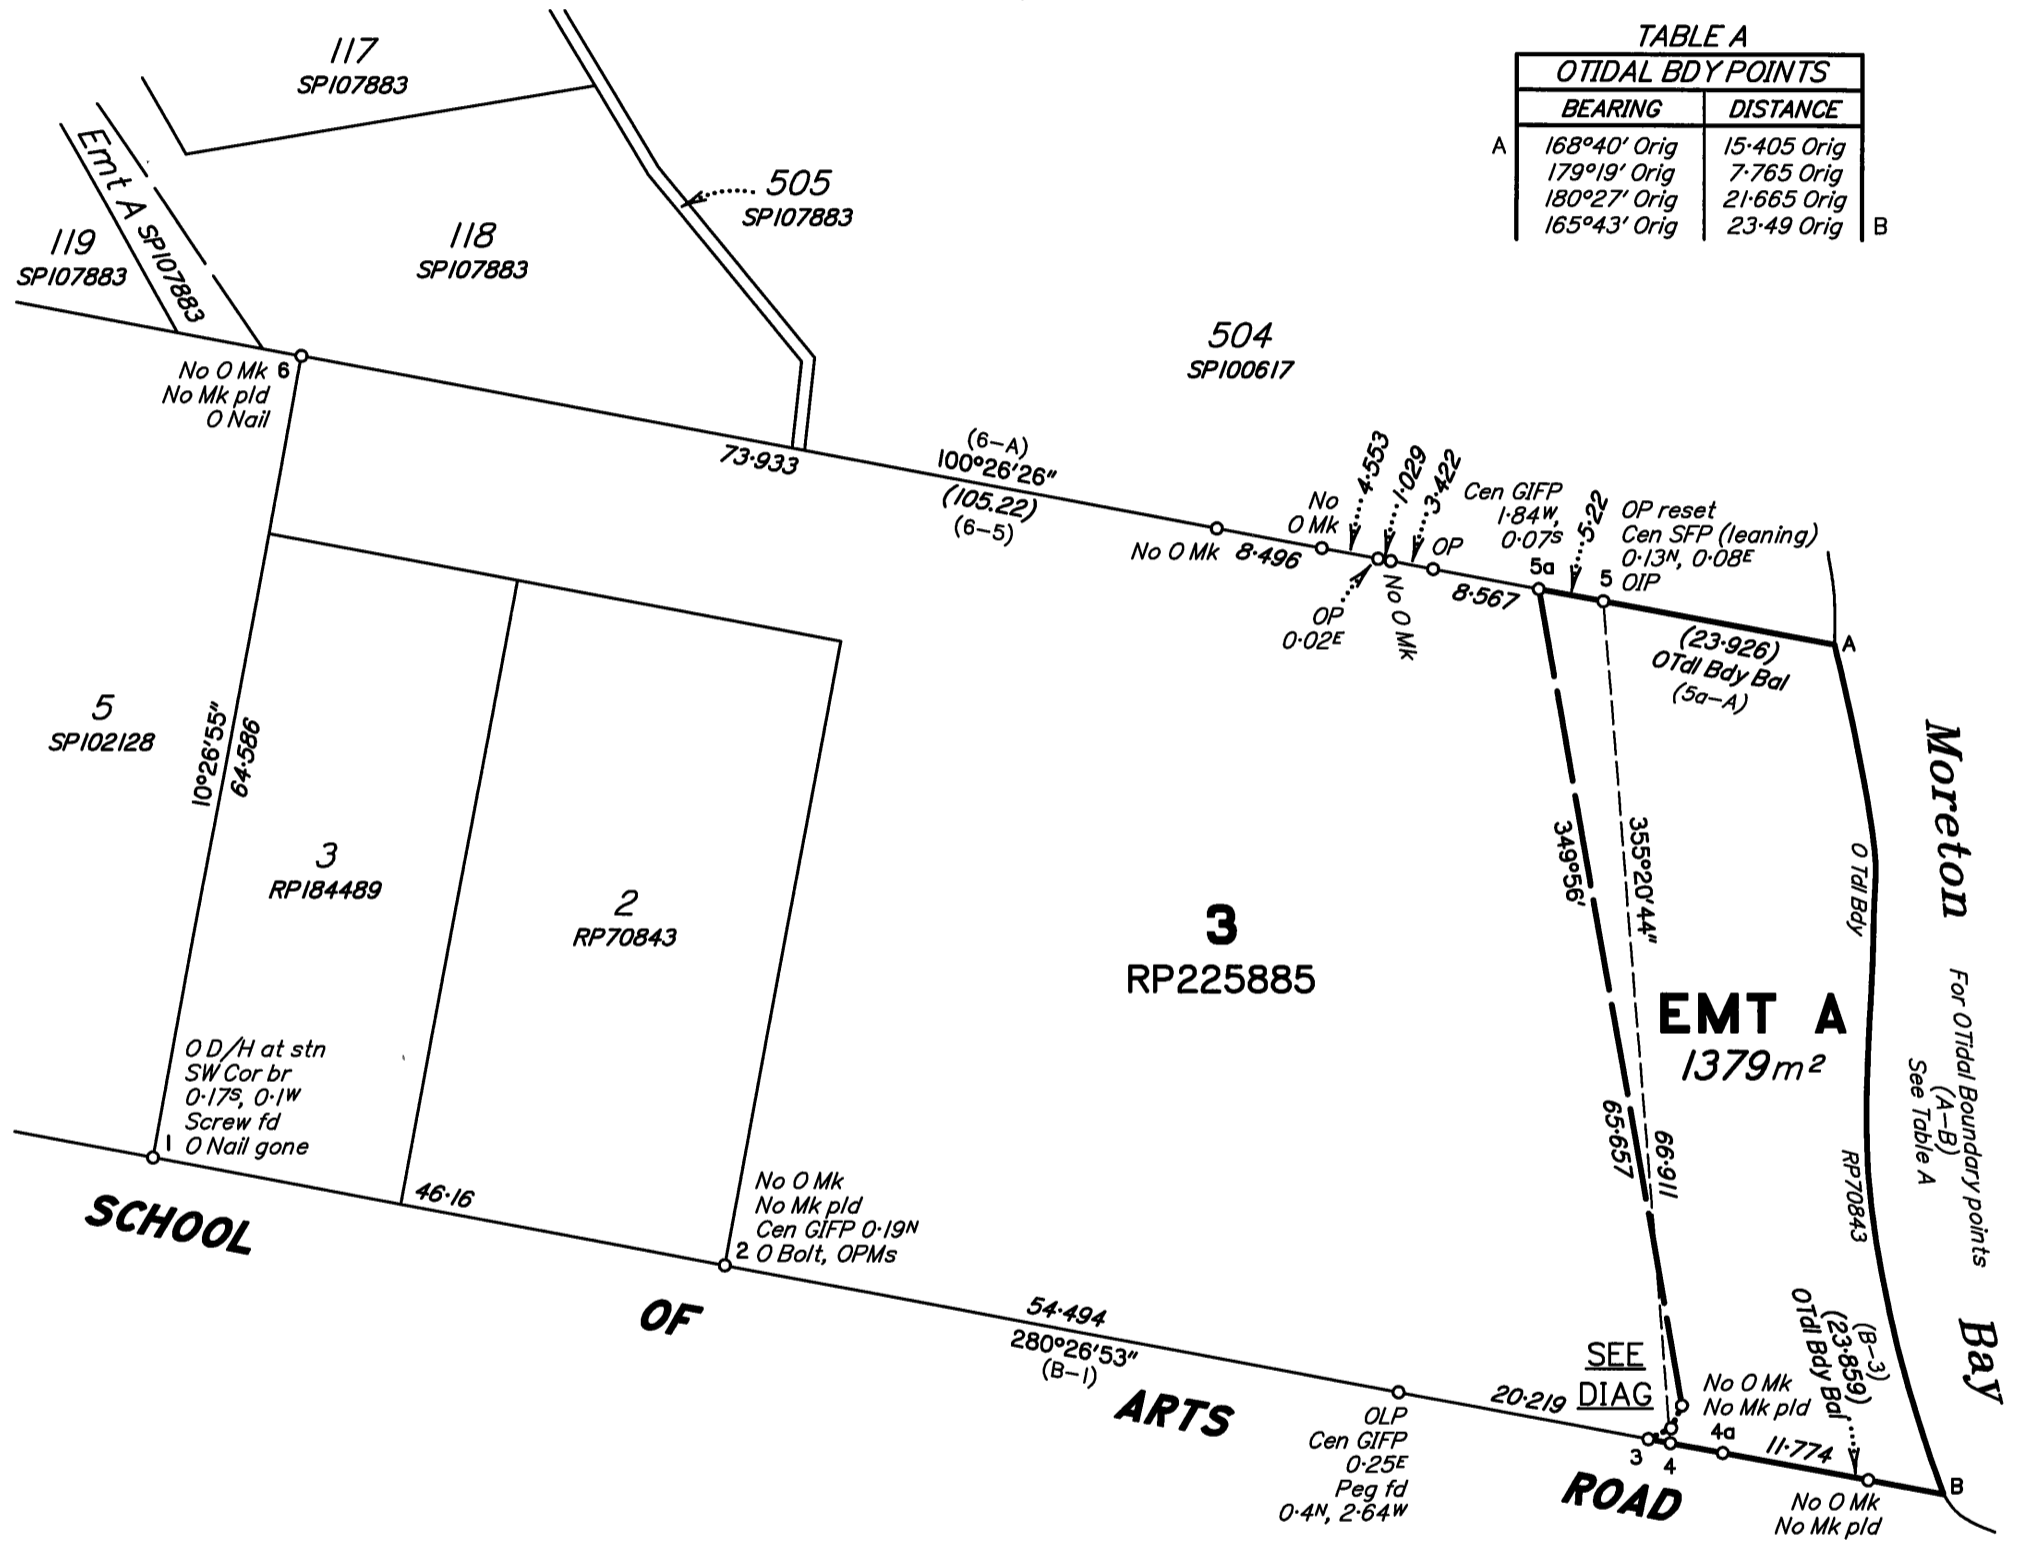 TABLE A
OTIDAL BDY POINTS
BEARING DISTANCE
A 168°40' Orig 15·405 Orig
179°19' Orig 7·765 Orig
180°27' Orig 21·665 Orig
165°43' Orig 23·49 Orig B
117
SP107883
Emt A SP107883
119
SP107883
118
SP107883
505
SP107883
504
SP100617
No O Mk 6
No Mk pld
O Nail
73·933
(6-A)
100°26'26"
(105.22)
(6-5)
No O Mk
8·496
No
O Mk
4·553
1·029
3·422
OP
0·02E
No O Mk
OP
8·567
Cen GIFP
1·84W,
0·07S
5a
5·22
5
OP reset
Cen SFP (leaning)
0·13N, 0·08E
OIP
(23·926)
OTdl Bdy Bal
(5a-A)
A
5
SP102128
10°26'55"
64·586
3
RP184489
2
RP70843
3
RP225885
349°56'
65·657
355°20'44"
66·911
EMT A
1379m²
O Tdl Bdy
RP70843
Moreton
Bay
For OTidal Boundary points
(A-B)
See Table A
O D/H at stn
SW Cor br
0·17S, 0·1W
Screw fd
1 O Nail gone
46·16
No O Mk
No Mk pld
Cen GIFP 0·19N
2 O Bolt, OPMs
54·494
280°26'53"
(B-1)
OLP
Cen GIFP
0·25E
Peg fd
0·4N, 2·64W
20·219
SEE
DIAG
3
4
No O Mk
No Mk pld
4a
11·774
(B-3)
(23·859)
OTdl Bdy Bal
B
No O Mk
No Mk pld
SCHOOL
OF
ARTS
ROAD